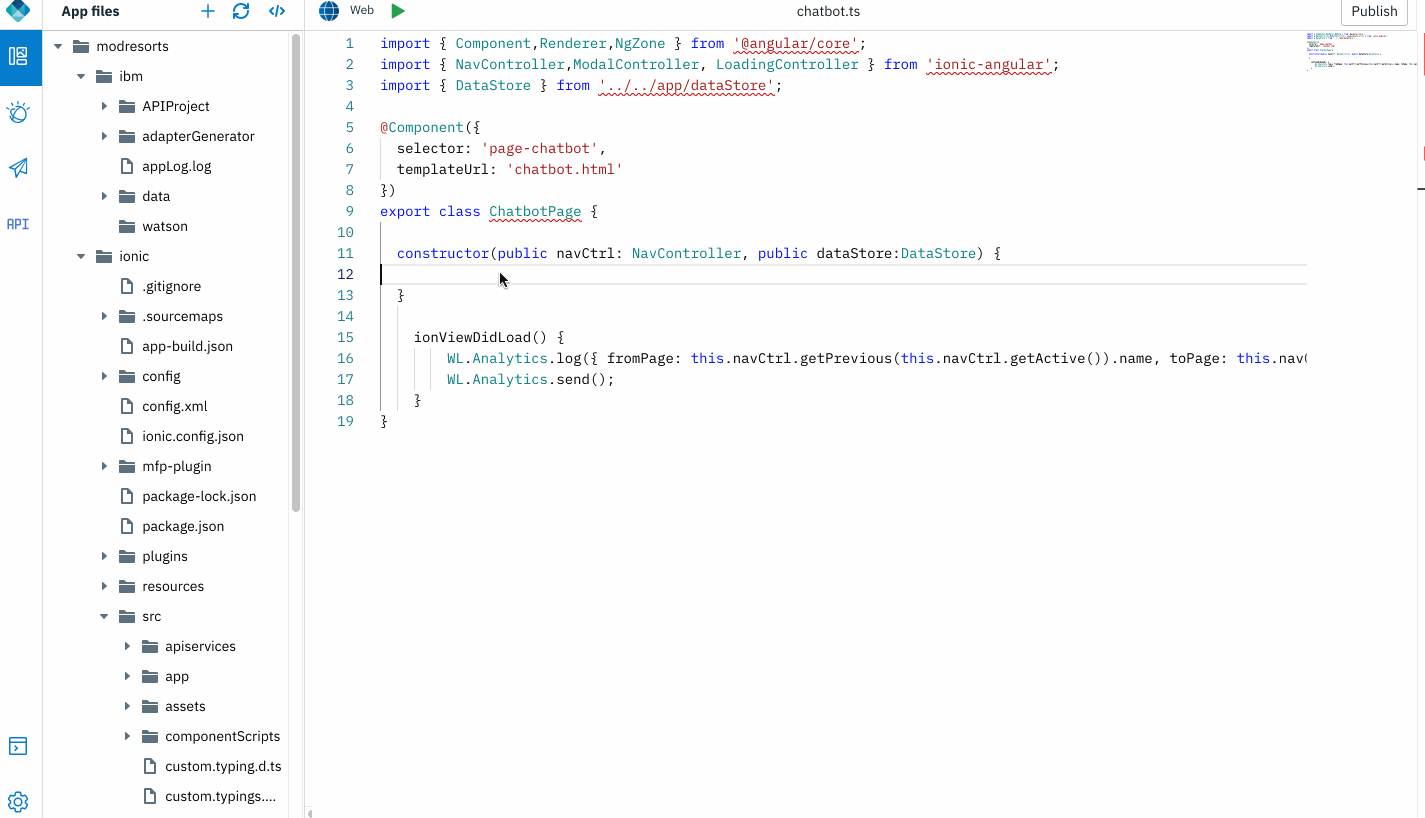 App files
</>
Web
chatbot.ts
Publish
API
modresorts
ibm
APIProject
adapterGenerator
appLog.log
data
watson
ionic
.gitignore
.sourcemaps
app-build.json
config
config.xml
ionic.config.json
mfp-plugin
package-lock.json
package.json
plugins
resources
src
apiservices
app
assets
componentScripts
custom.typing.d.ts
custom.typings....
1 import { Component,Renderer,NgZone } from '@angular/core';
2 import { NavController,ModalController, LoadingController } from 'ionic-angular';
3 import { DataStore } from '../../app/dataStore';
4
5 @Component({
6 selector: 'page-chatbot',
7 templateUrl: 'chatbot.html'
8 })
9 export class ChatbotPage {
10
11 constructor(public navCtrl: NavController, public dataStore:DataStore) {
12
13 }
14
15 ionViewDidLoad() {
16 WL.Analytics.log({ fromPage: this.navCtrl.getPrevious(this.navCtrl.getActive()).name, toPage: this.nav
17 WL.Analytics.send();
18 }
19 }